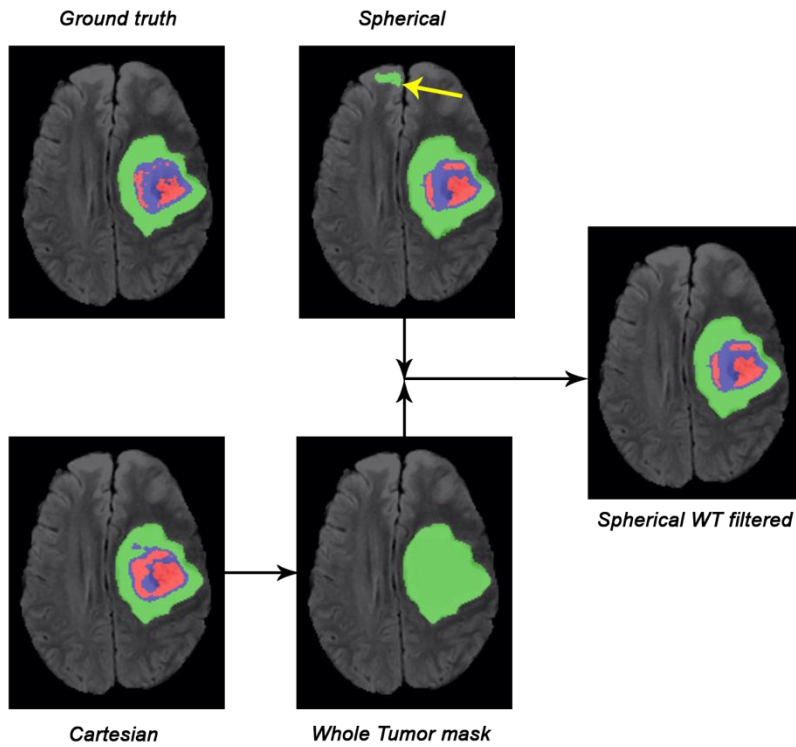 Ground truth
Spherical
Spherical WT filtered
Cartesian
Whole Tumor mask